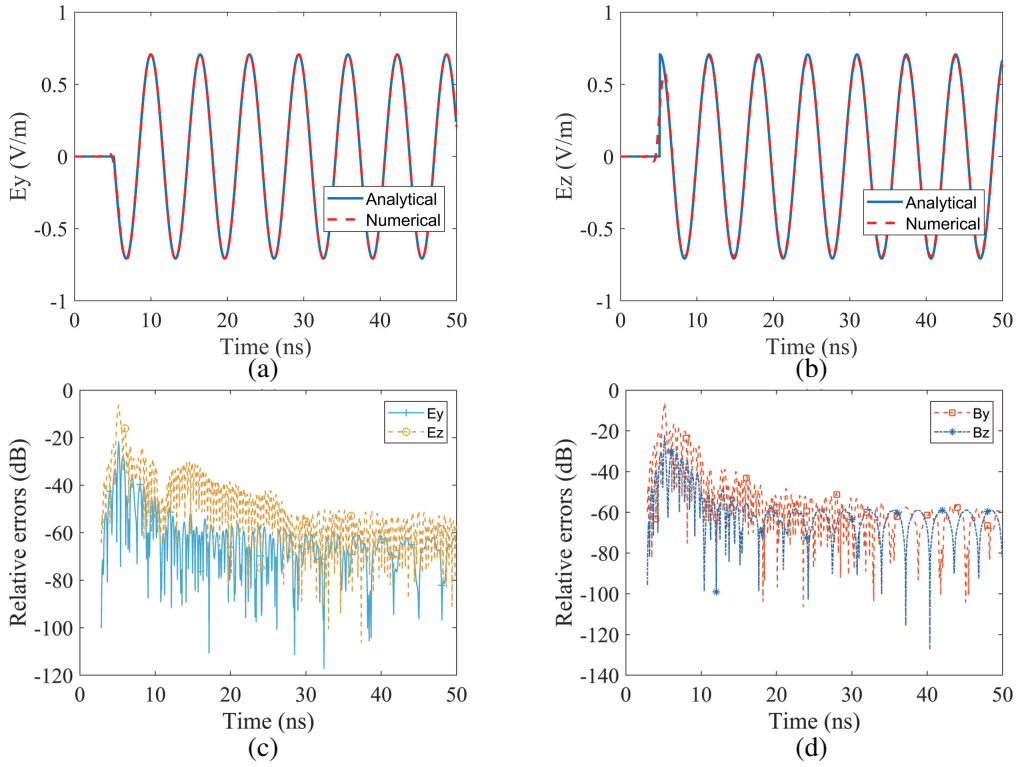 1
0.5
0
-0.5
-1
Ey (V/m)
Analytical
Numerical
0 10 20 30 40 50
Time (ns)
(a)
1
0.5
0
-0.5
-1
Ez (V/m)
Analytical
Numerical
0 10 20 30 40 50
Time (ns)
(b)
0
-20
-40
-60
-80
-100
-120
Relative errors (dB)
Ey
Ez
0 10 20 30 40 50
Time (ns)
(c)
0
-20
-40
-60
-80
-100
-120
-140
Relative errors (dB)
By
Bz
0 10 20 30 40 50
Time (ns)
(d)